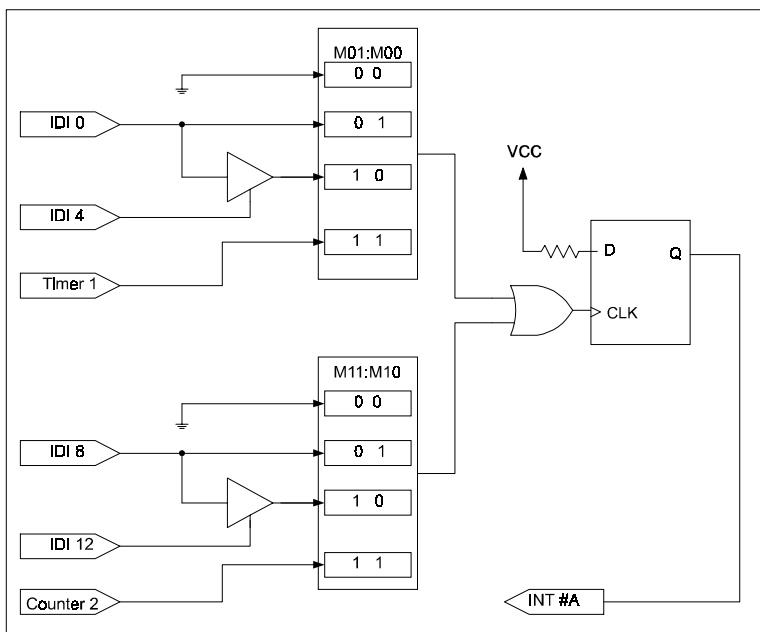 M01:M00
0 0
IDI 0
0 1
1 0
IDI 4
1 1
Timer 1
VCC
D
Q
CLK
M11:M10
0 0
IDI 8
0 1
1 0
IDI 12
1 1
Counter 2
INT #A